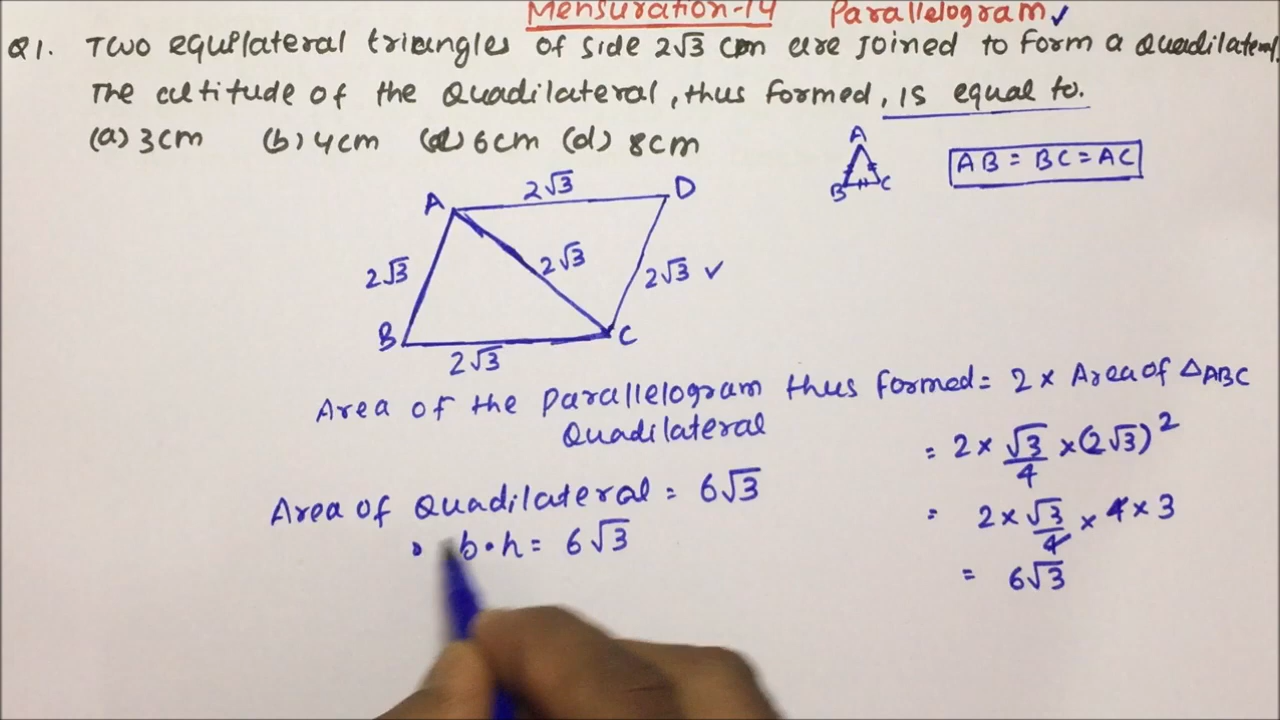 Mensuration-14 Parallelogram ✓
Q1. Two equilateral triangles of side 2√3 cm are joined to form a Quadilateral.
The altitude of the Quadilateral, thus formed, is equal to.
(a) 3cm (b) 4cm (c) 6cm (d) 8cm
A
B C
AB = BC = AC
A 2√3 D
2√3 2√3 2√3 ✓
B C
2√3
Area of the Parallelogram thus formed = 2 × Area of △ABC
Quadilateral
= 2 × √3/4 × (2√3)²
Area of Quadilateral = 6√3
= 2 × √3/4 × 4 × 3
b·h = 6√3
= 6√3